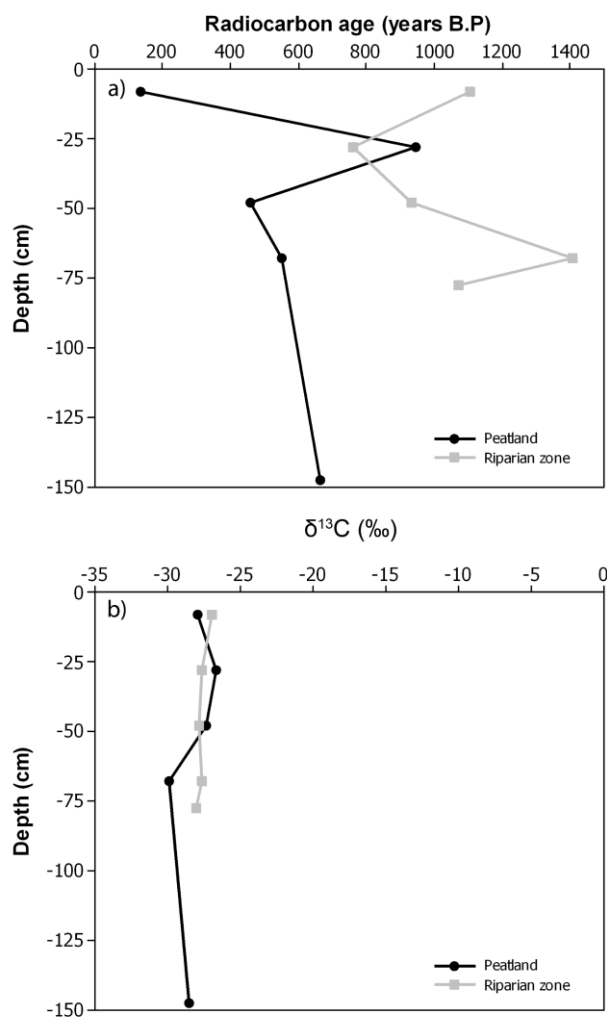 Radiocarbon age (years B.P)
0 200 400 600 800 1000 1200 1400
a)
0
-25
-50
-75
-100
-125
-150
Depth (cm)
Peatland
Riparian zone
δ¹³C (‰)
-35 -30 -25 -20 -15 -10 -5 0
b)
0
-25
-50
-75
-100
-125
-150
Depth (cm)
Peatland
Riparian zone